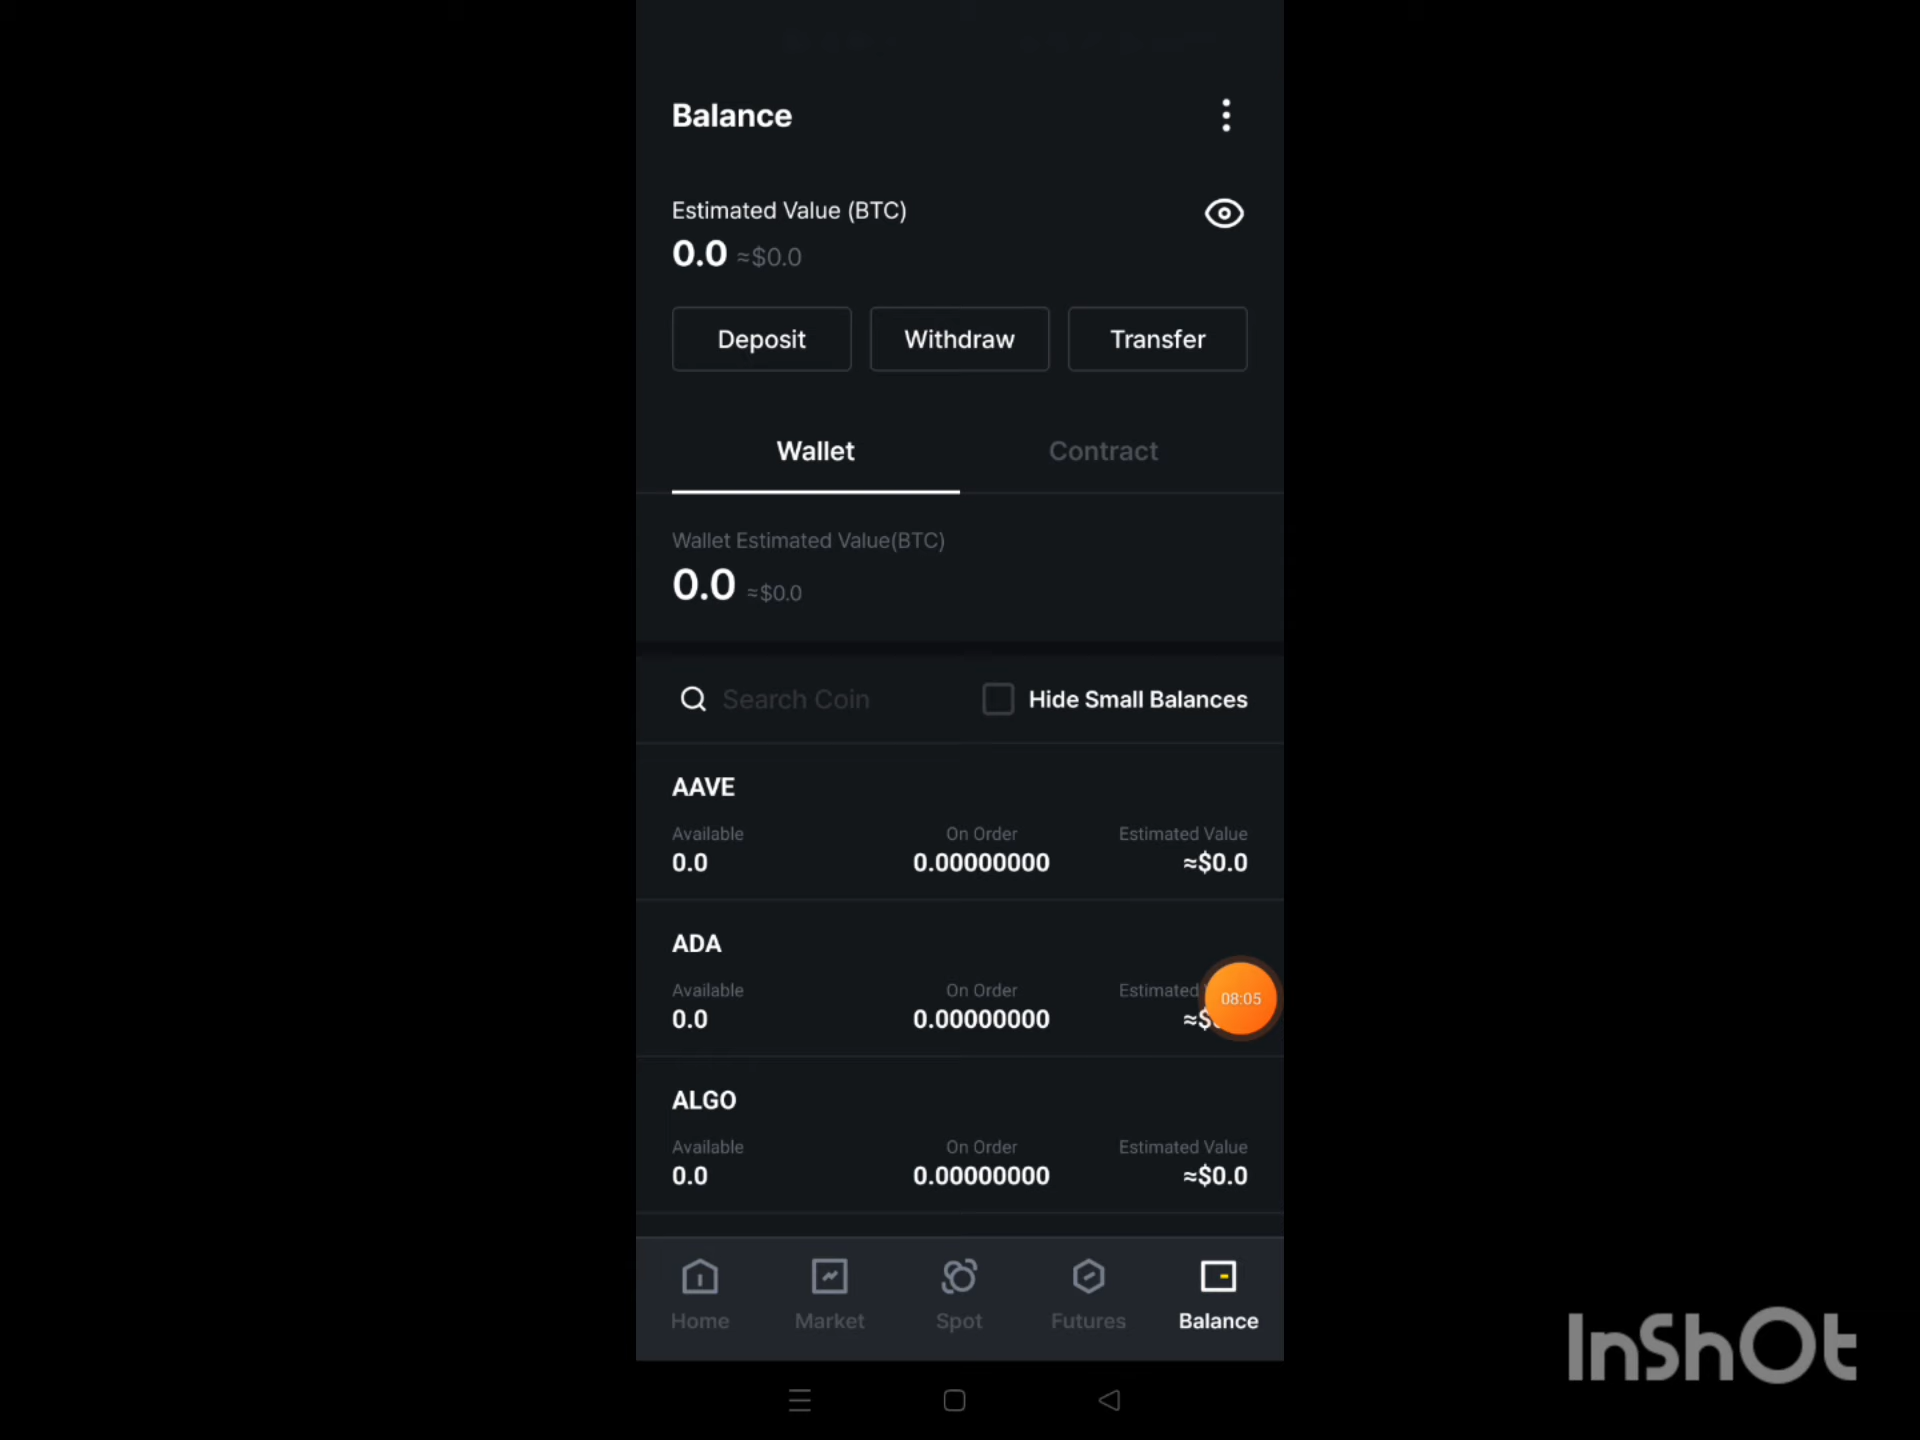 Balance
Estimated Value (BTC)
0.0 ≈$0.0
Deposit Withdraw Transfer
Wallet Contract
Wallet Estimated Value(BTC)
0.0 ≈$0.0
Search Coin Hide Small Balances
AAVE
Available On Order Estimated Value
0.0 0.00000000 ≈$0.0
ADA
Available On Order Estimated
0.0 0.00000000 ≈$
08:05
ALGO
Available On Order Estimated Value
0.0 0.00000000 ≈$0.0
Home Market Spot Futures Balance
InShOt